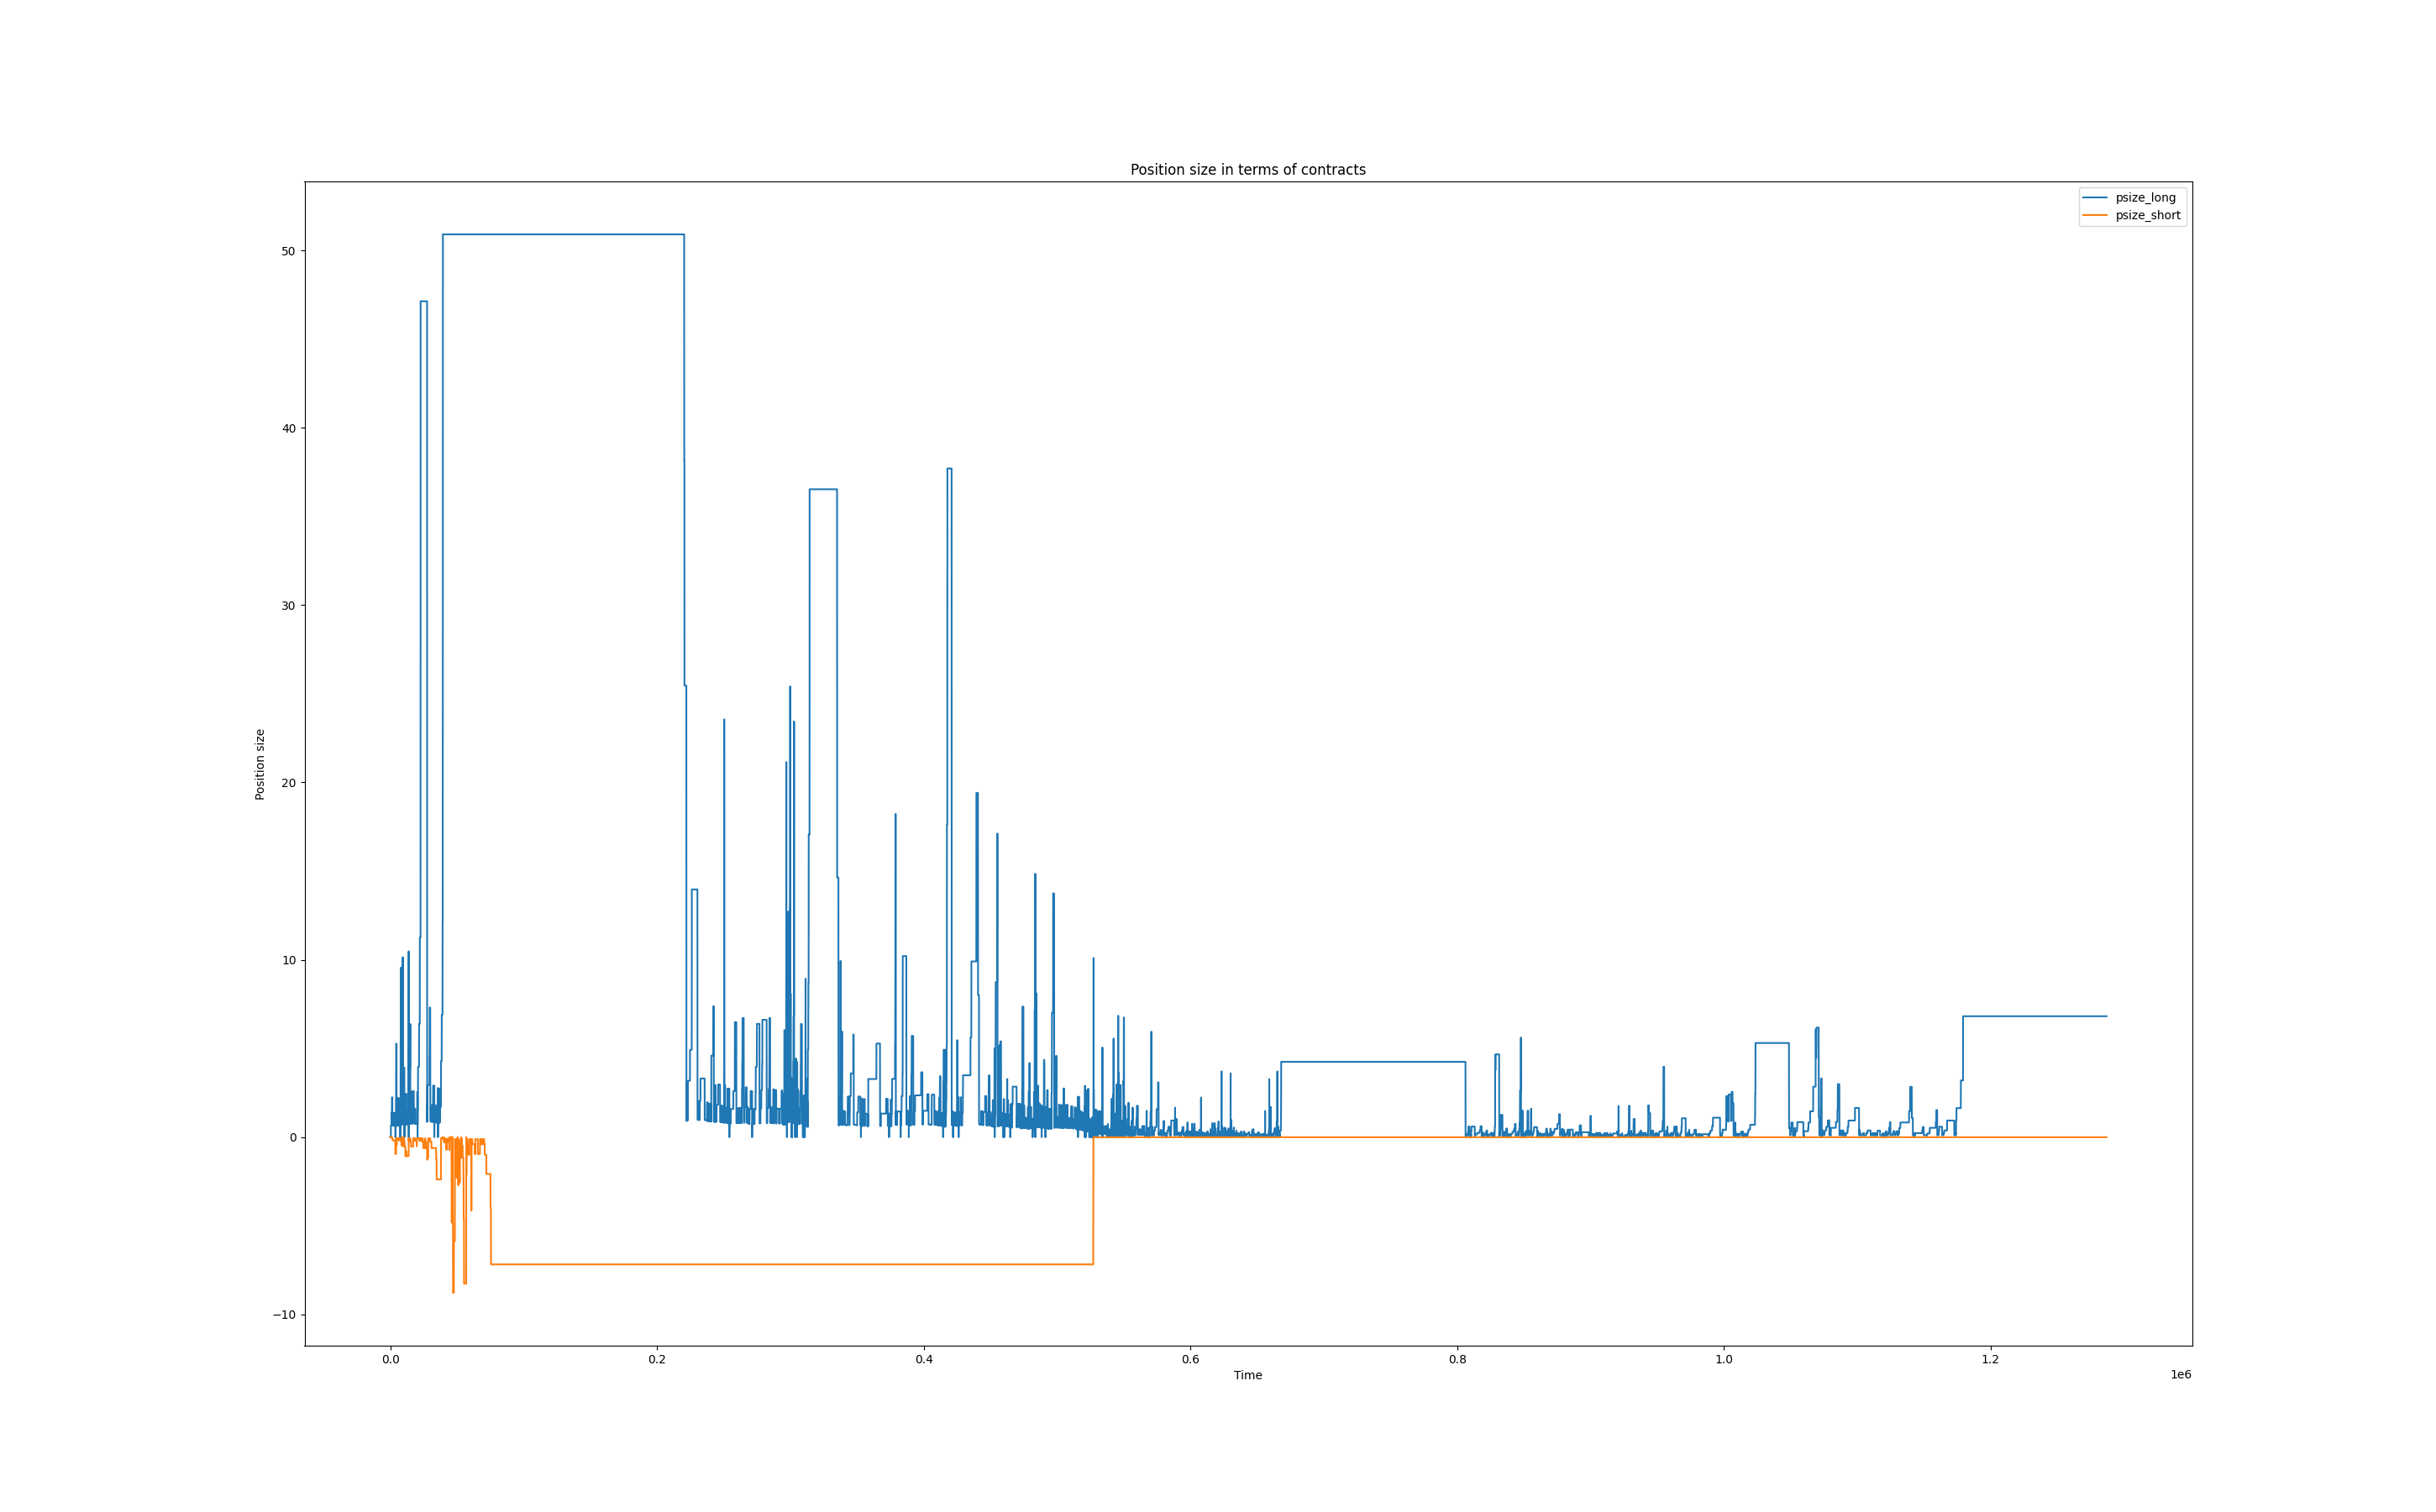 Position size in terms of contracts
psize_long
psize_short
50
40
30
20
10
0
−10
Position size
0.0
0.2
0.4
0.6
0.8
1.0
1.2
Time
1e6